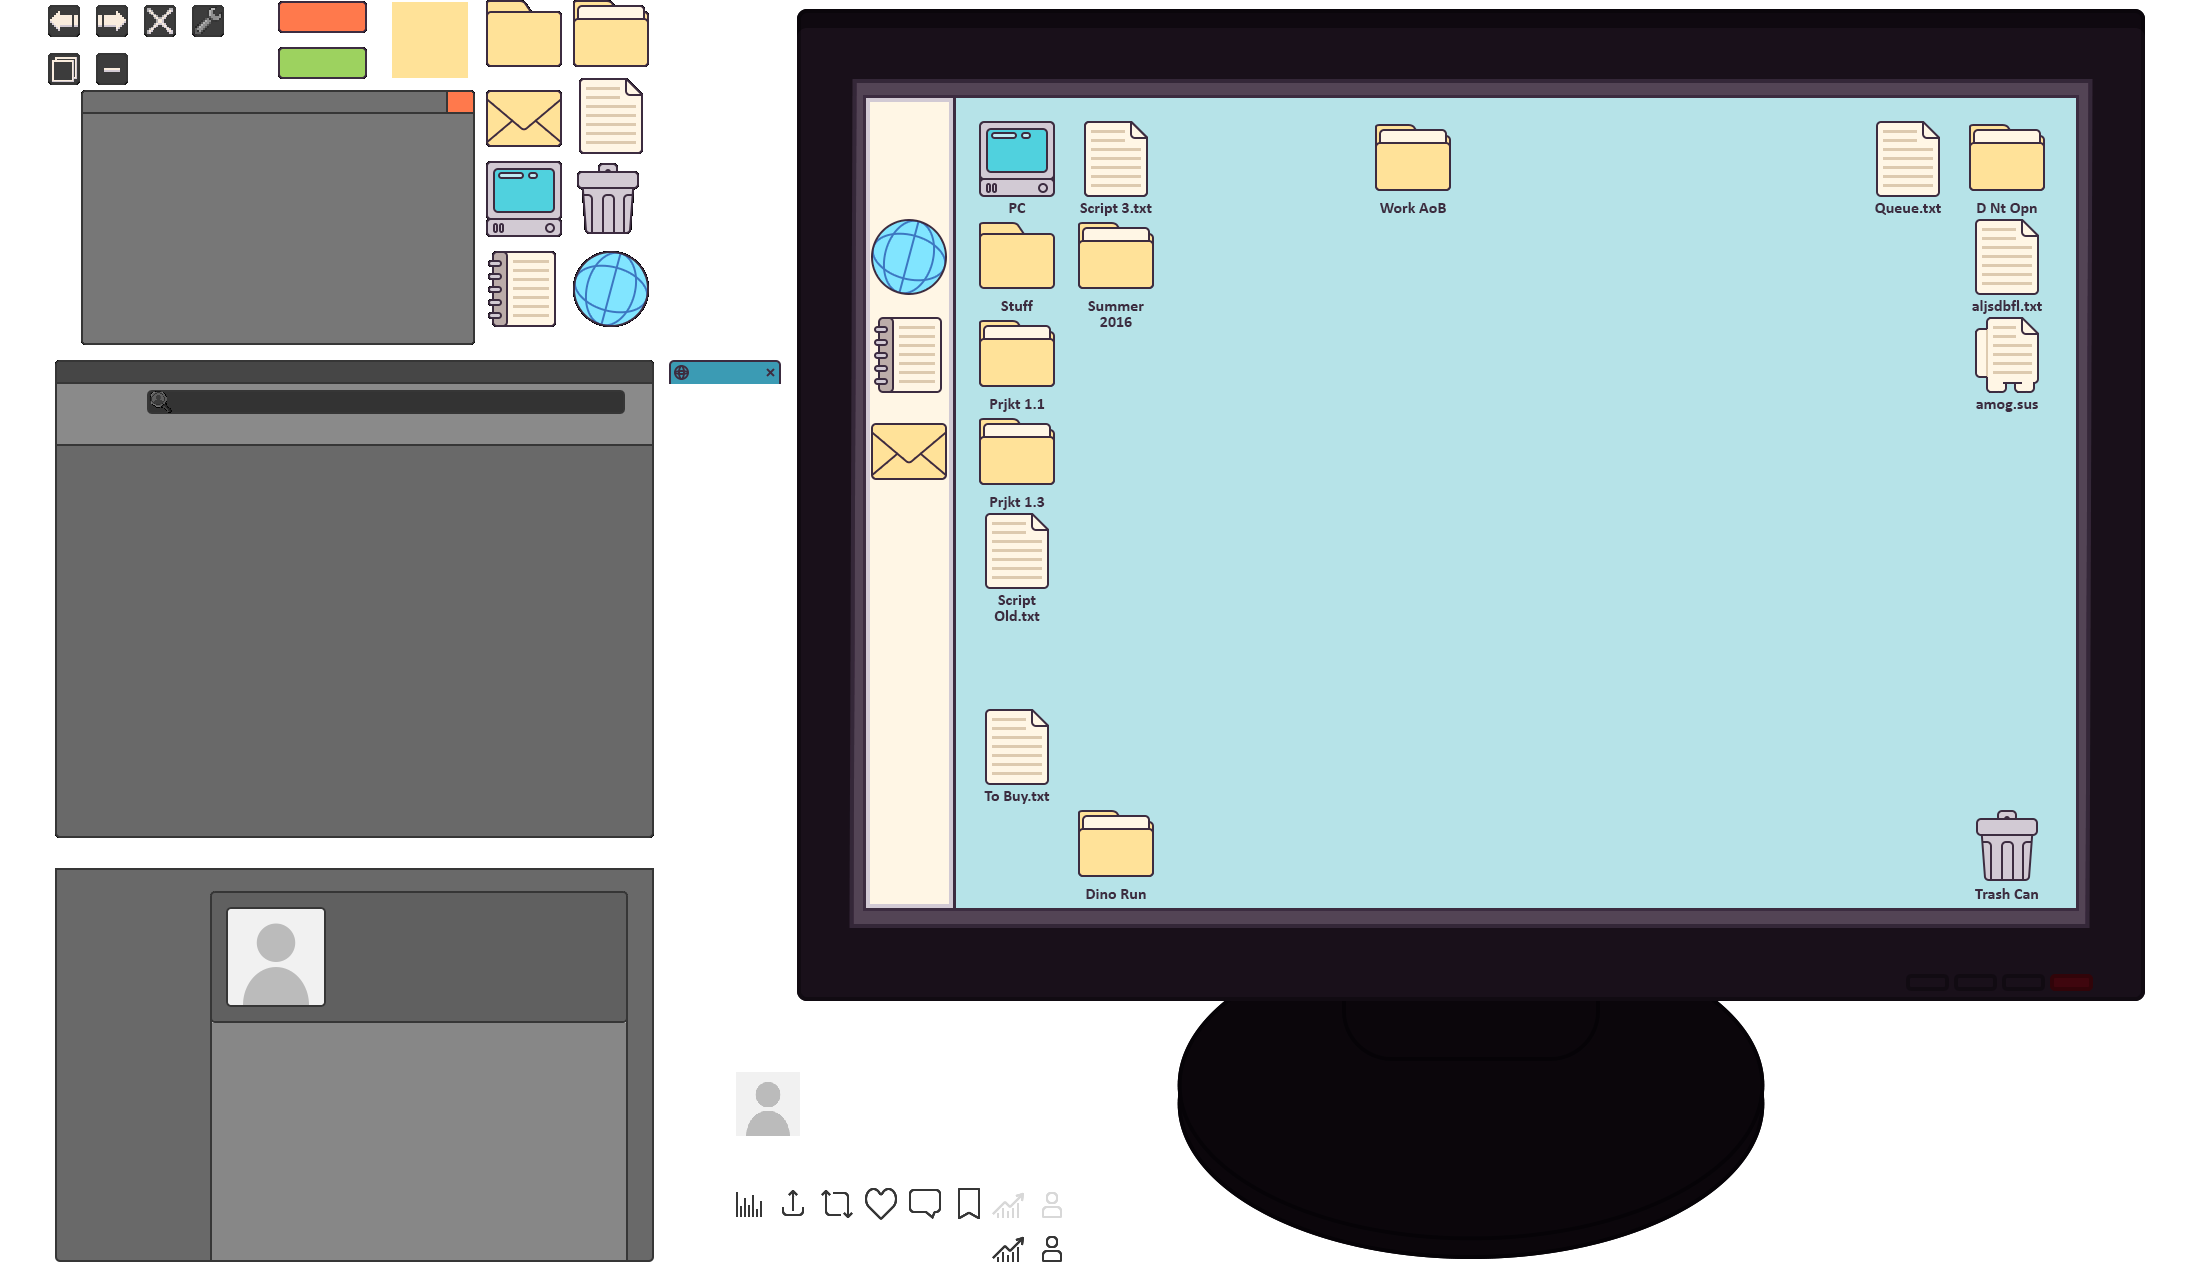 PC
Script 3.txt
Work AoB
Queue.txt
D Nt Opn
Stuff
Summer
2016
aljsdbfl.txt
Prjkt 1.1
amog.sus
Prjkt 1.3
Script
Old.txt
To Buy.txt
Dino Run
Trash Can